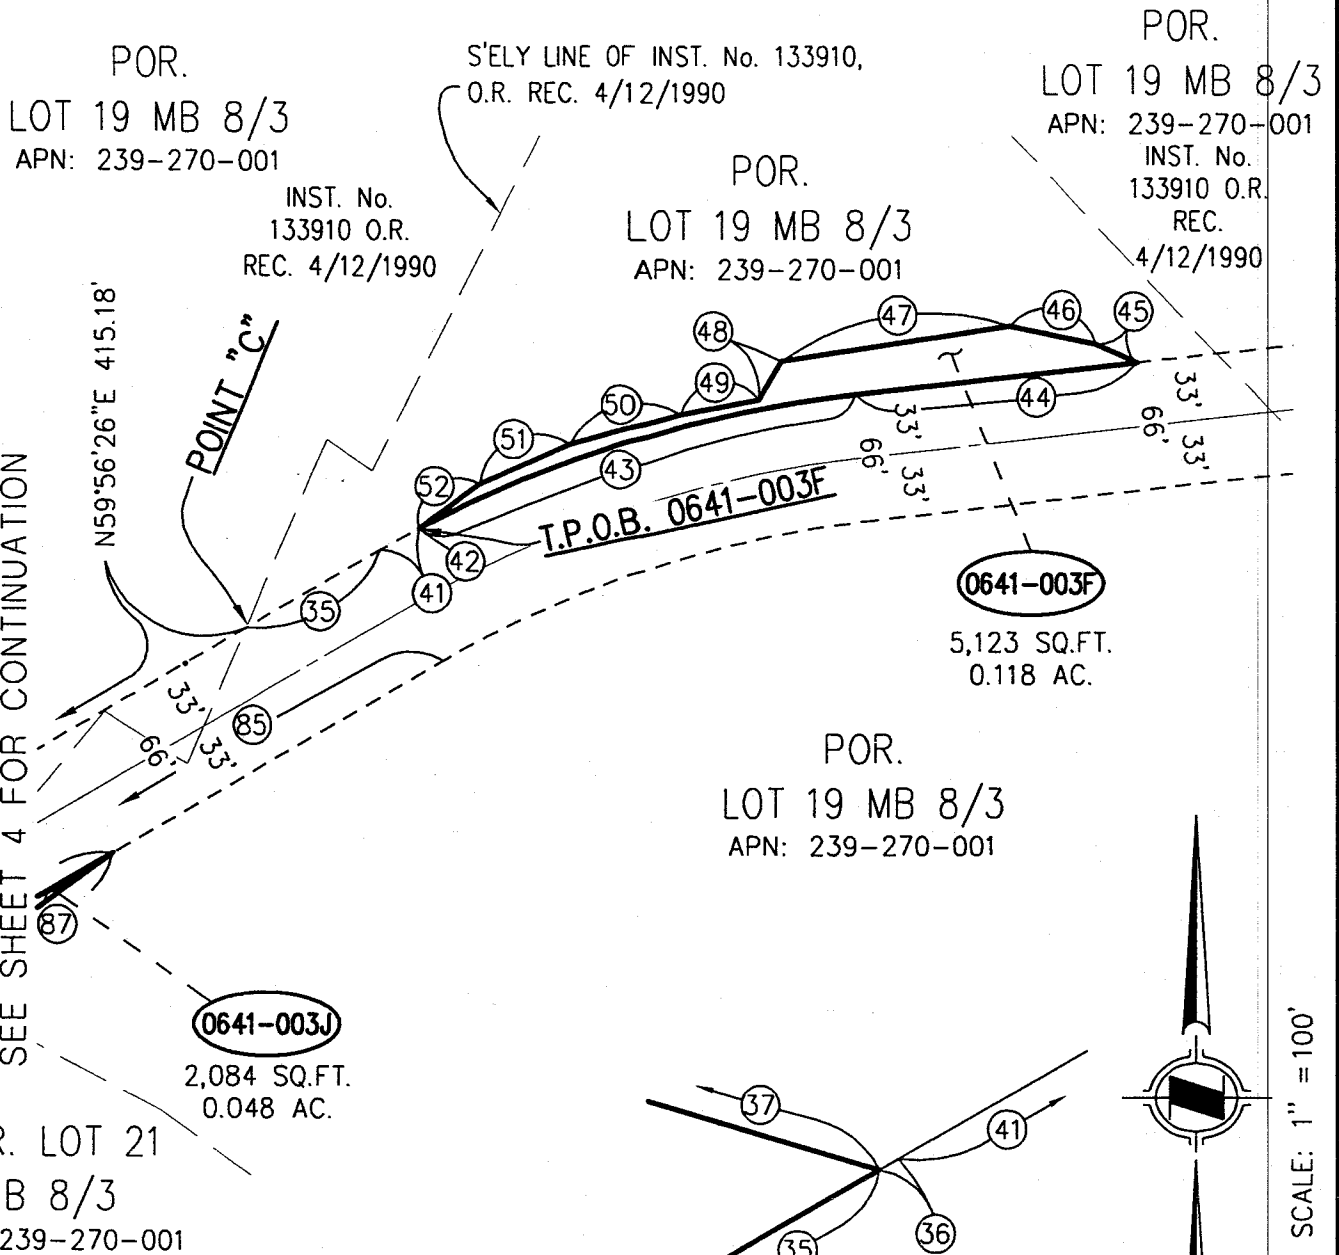 POR.
LOT 19 MB 8/3
APN: 239-270-001
S'ELY LINE OF INST. No. 133910,
O.R. REC. 4/12/1990
POR.
LOT 19 MB 8/3
APN: 239-270-001
INST. No.
133910 O.R.
REC.
4/12/1990
INST. No.
133910 O.R.
REC. 4/12/1990
POR.
LOT 19 MB 8/3
APN: 239-270-001
N59°56'26"E 415.18'
POINT "C"
48
47
46
45
49
50
51
52
44
43
42
41
35
33'
66'
33'
33'
66'
33'
T.P.O.B. 0641-003F
0641-003F
5,123 SQ.FT.
0.118 AC.
33'
66'
33'
85
SEE SHEET 4 FOR CONTINUATION
POR.
LOT 19 MB 8/3
APN: 239-270-001
87
0641-003J
2,084 SQ.FT.
0.048 AC.
R. LOT 21
B 8/3
239-270-001
37
41
36
35
SCALE: 1" = 100'